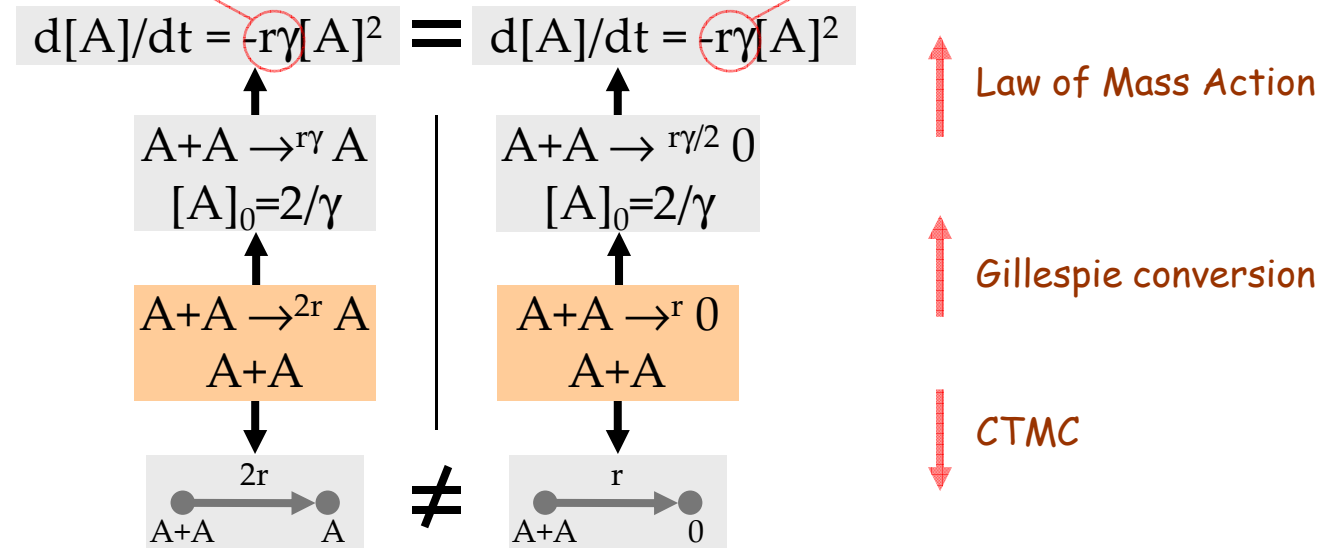 d[A]/dt = -rγ[A]² = d[A]/dt = -rγ[A]²
Law of Mass Action
A+A →ʳᵞ A
[A]₀=2/γ
A+A → ʳᵞ/² 0
[A]₀=2/γ
Gillespie conversion
A+A →²ʳ A
A+A
A+A →ʳ 0
A+A
CTMC
2r
A+A A
≠
r
A+A 0